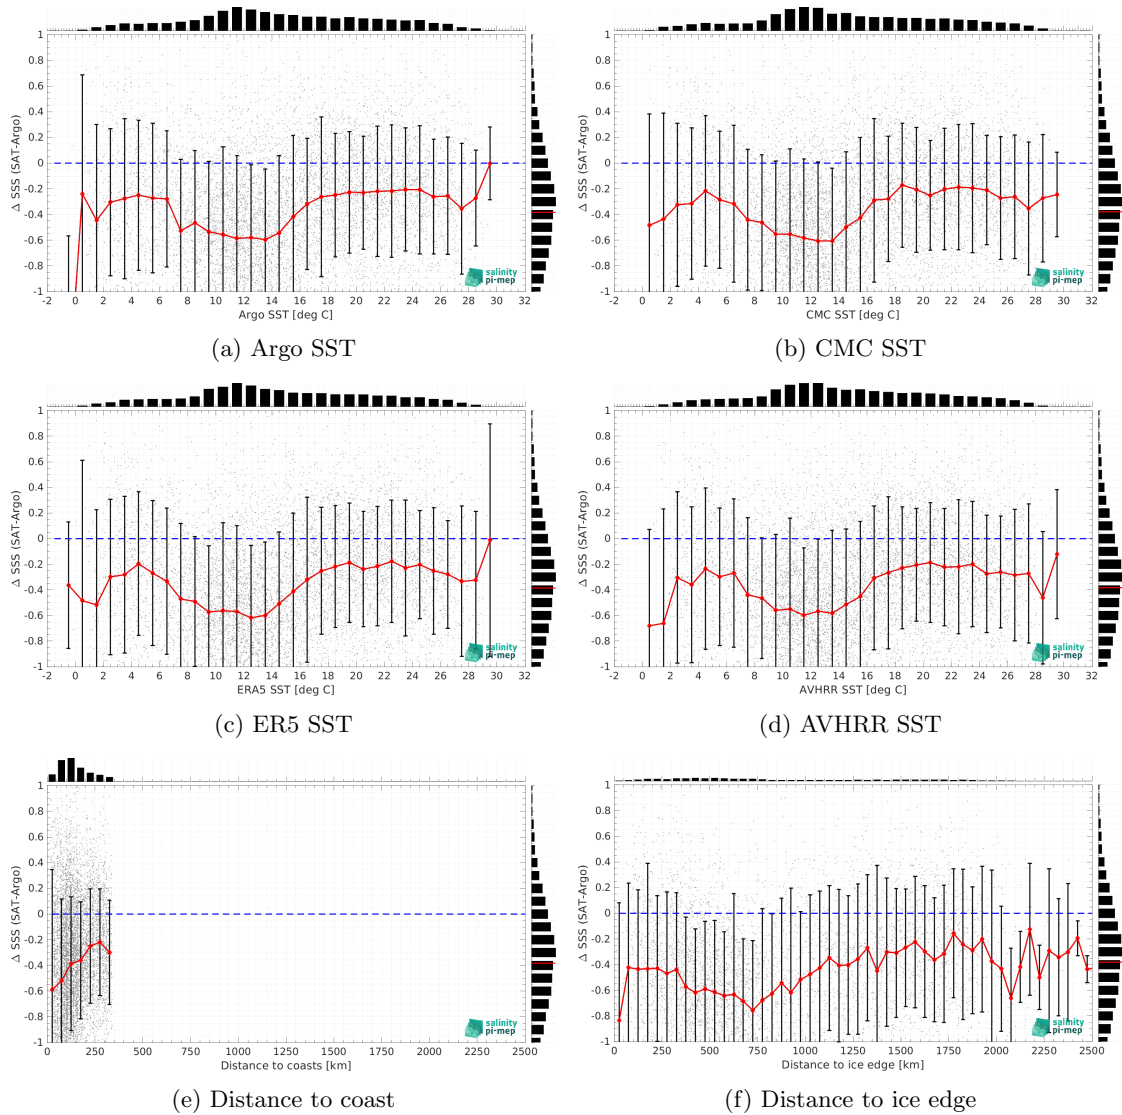 1
0.8
0.6
0.4
0.2
0
-0.2
-0.4
-0.6
-0.8
-1
Δ SSS (SAT-Argo)
-2 0 2 4 6 8 10 12 14 16 18 20 22 24 26 28 30 32
Argo SST [deg C]
salinity
pi-mep
(a) Argo SST
1
0.8
0.6
0.4
0.2
0
-0.2
-0.4
-0.6
-0.8
-1
Δ SSS (SAT-Argo)
-2 0 2 4 6 8 10 12 14 16 18 20 22 24 26 28 30 32
CMC SST [deg C]
salinity
pi-mep
(b) CMC SST
1
0.8
0.6
0.4
0.2
0
-0.2
-0.4
-0.6
-0.8
-1
Δ SSS (SAT-Argo)
-2 0 2 4 6 8 10 12 14 16 18 20 22 24 26 28 30 32
ERA5 SST [deg C]
salinity
pi-mep
(c) ER5 SST
1
0.8
0.6
0.4
0.2
0
-0.2
-0.4
-0.6
-0.8
-1
Δ SSS (SAT-Argo)
-2 0 2 4 6 8 10 12 14 16 18 20 22 24 26 28 30 32
AVHRR SST [deg C]
salinity
pi-mep
(d) AVHRR SST
1
0.8
0.6
0.4
0.2
0
-0.2
-0.4
-0.6
-0.8
-1
Δ SSS (SAT-Argo)
0 250 500 750 1000 1250 1500 1750 2000 2250 2500
Distance to coasts [km]
salinity
pi-mep
(e) Distance to coast
1
0.8
0.6
0.4
0.2
0
-0.2
-0.4
-0.6
-0.8
-1
Δ SSS (SAT-Argo)
0 250 500 750 1000 1250 1500 1750 2000 2250 2500
Distance to ice edge [km]
salinity
pi-mep
(f) Distance to ice edge